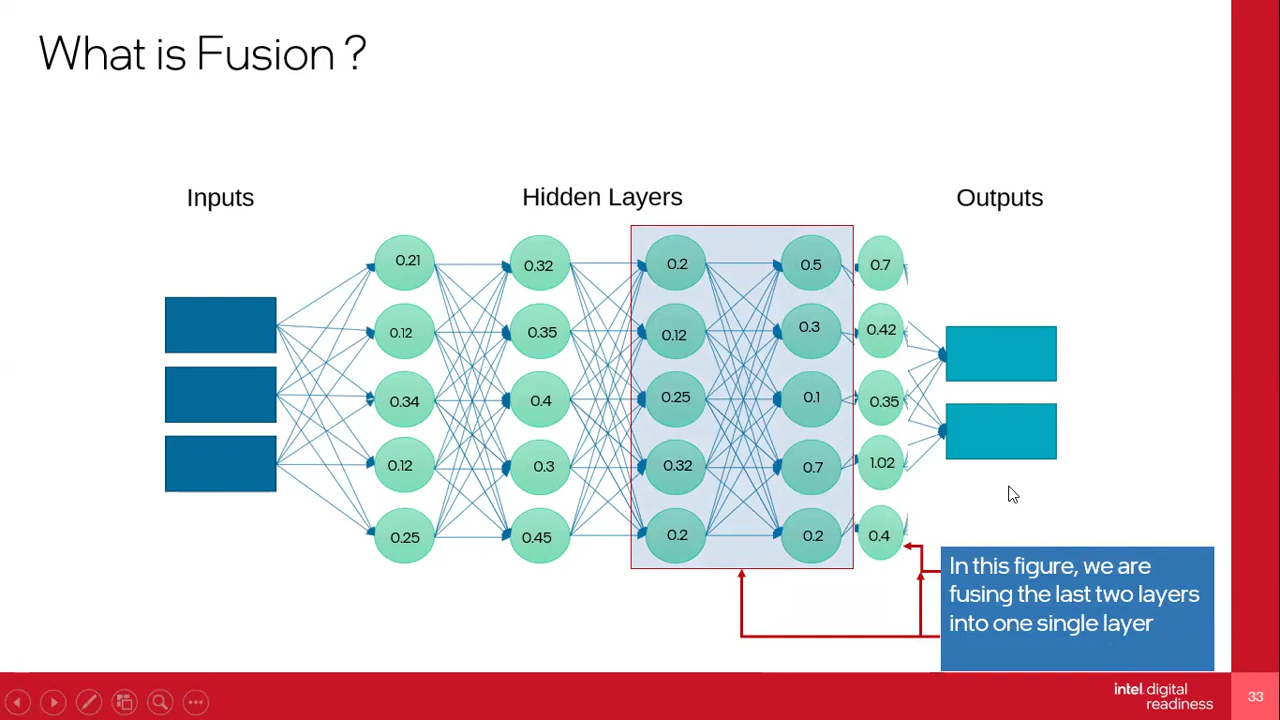 What is Fusion ?
Inputs
Hidden Layers
Outputs
0.21 0.32 0.2 0.5 0.7
0.12 0.35 0.12 0.3 0.42
0.34 0.4 0.25 0.1 0.35
0.12 0.3 0.32 0.7 1.02
0.25 0.45 0.2 0.2 0.4
In this figure, we are
fusing the last two layers
into one single layer
intel. digital
readiness
33